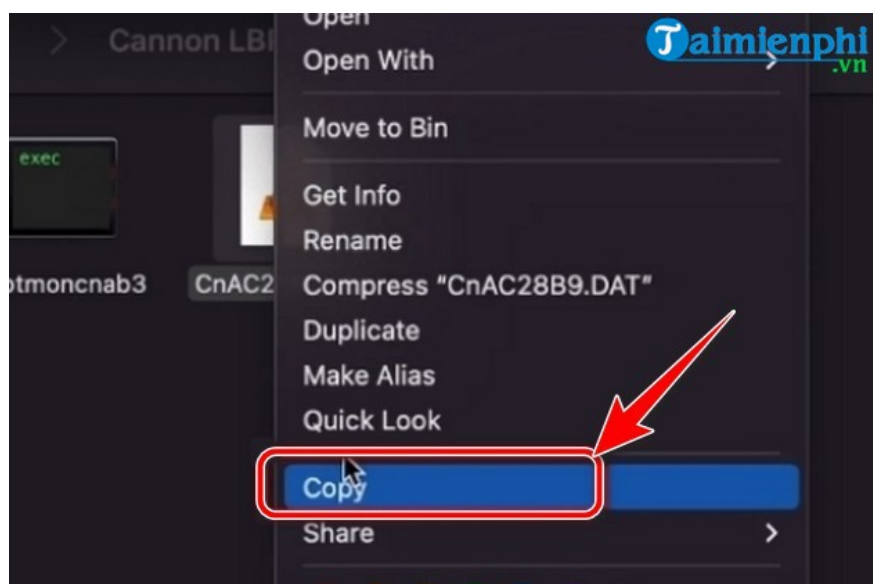 Open
Taimienphi
.vn
> Cannon LB
Open With >
Move to Bin
exec
Get Info
Rename
otmoncnab3
CnAC2
Compress “CnAC28B9.DAT”
Duplicate
Make Alias
Quick Look
Copy
Share >